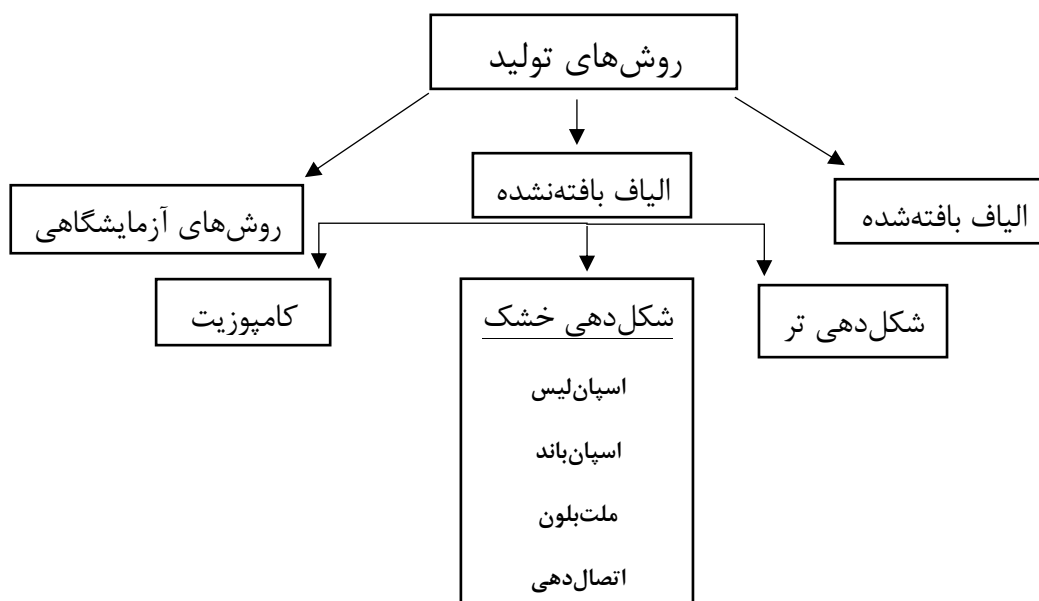 روش‌های تولید
الیاف بافته‌شده
الیاف بافته‌نشده
روش‌های آزمایشگاهی
شکل‌دهی تر
شکل‌دهی خشک
اسپان‌لیس
اسپان‌باند
ملت‌بلون
اتصال‌دهی
کامپوزیت